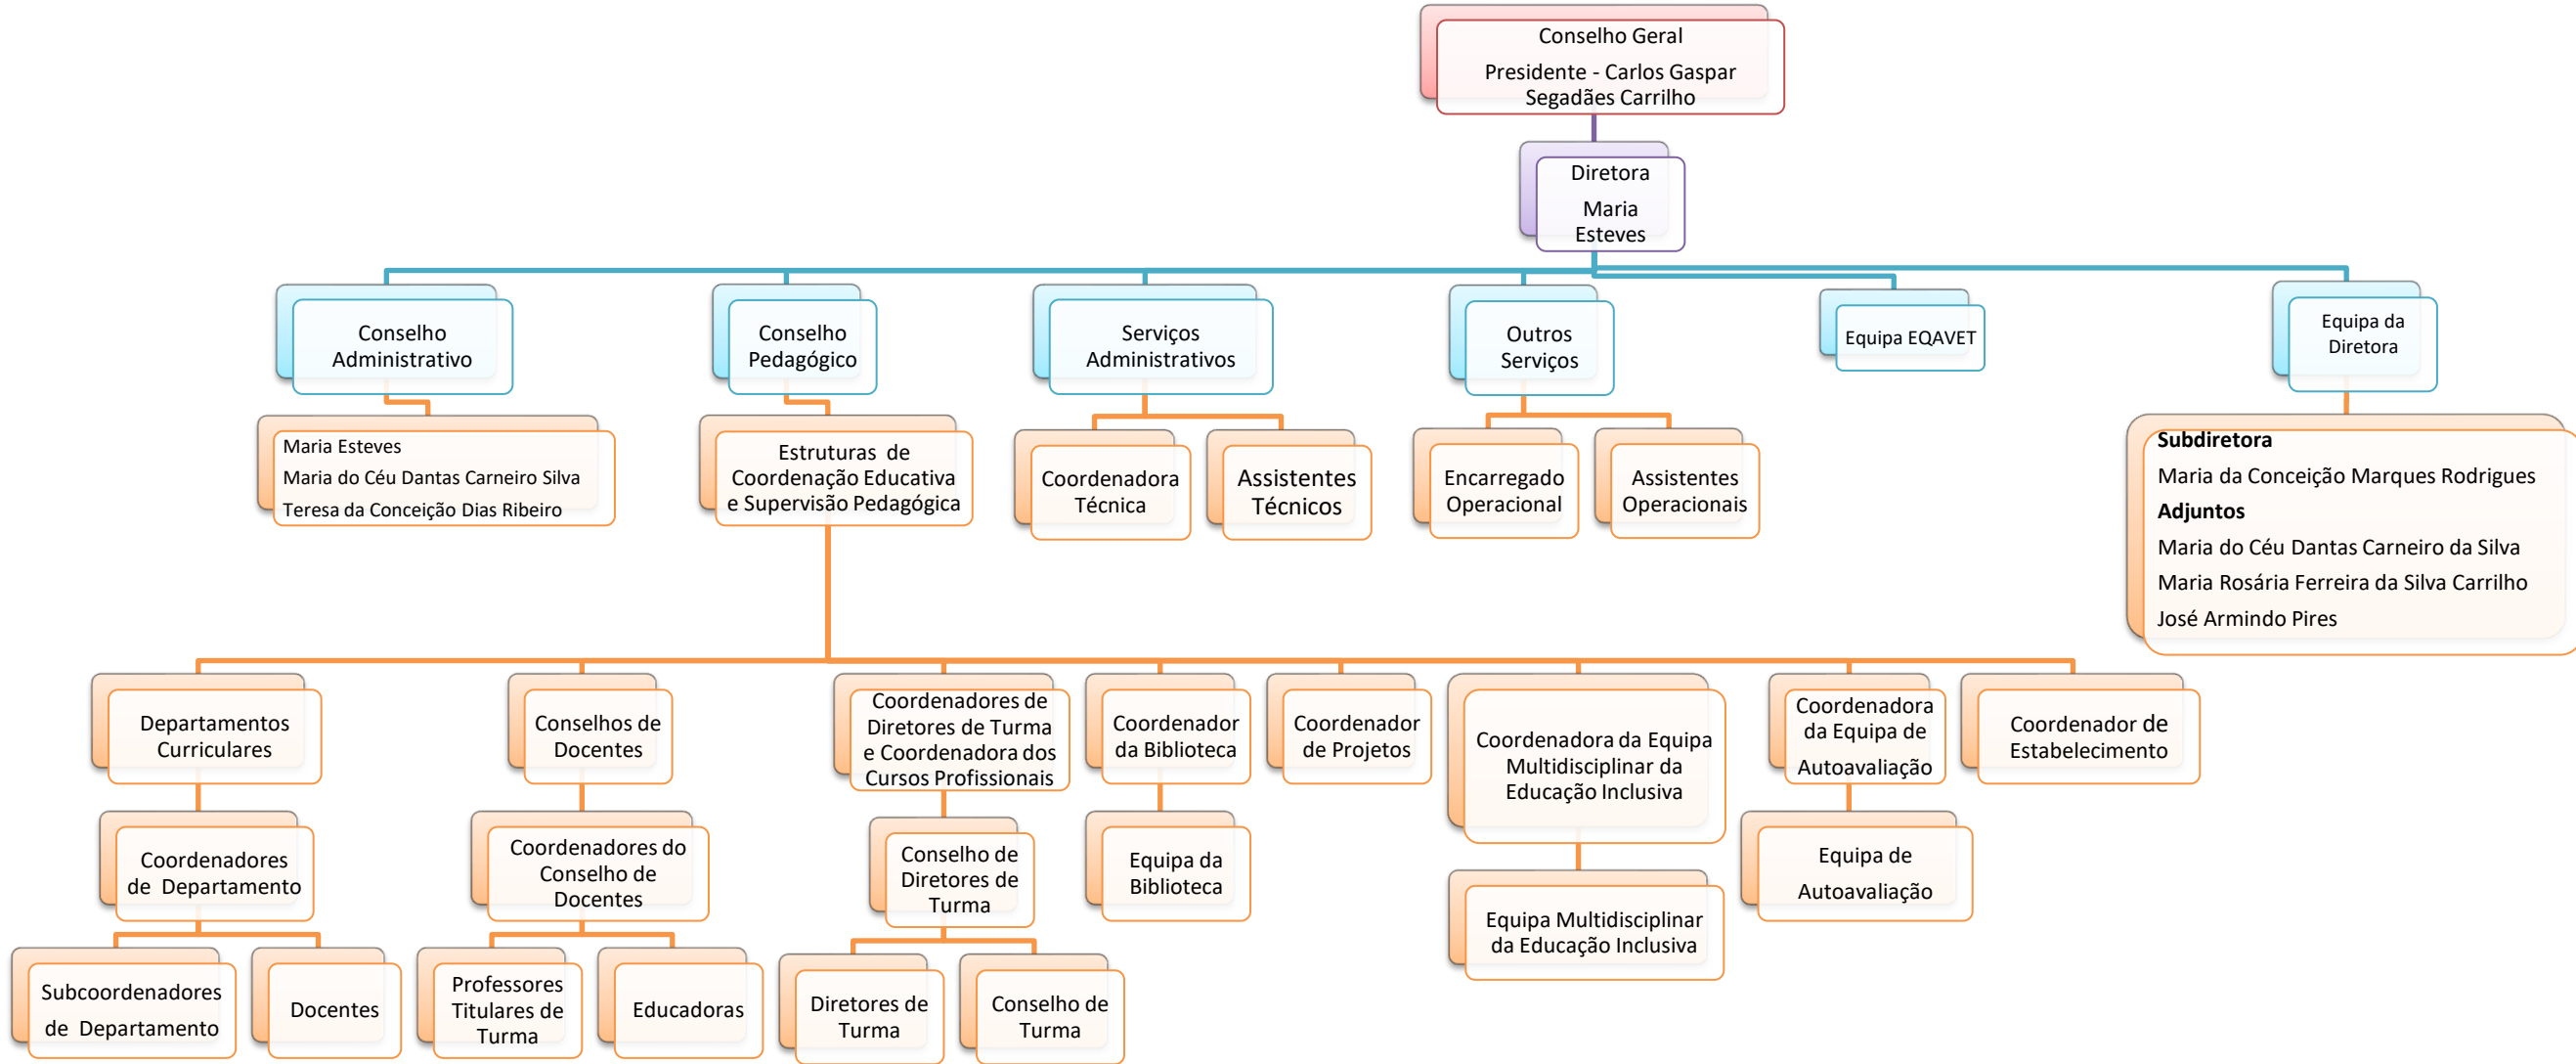 Conselho Geral
Presidente - Carlos Gaspar
Segadães Carrilho
Diretora
Maria
Esteves
Conselho
Administrativo
Conselho
Pedagógico
Serviços
Administrativos
Outros
Serviços
Equipa EQAVET
Equipa da
Diretora
Maria Esteves
Maria do Céu Dantas Carneiro Silva
Teresa da Conceição Dias Ribeiro
Estruturas de
Coordenação Educativa
e Supervisão Pedagógica
Coordenadora
Técnica
Assistentes
Técnicos
Encarregado
Operacional
Assistentes
Operacionais
Subdiretora
Maria da Conceição Marques Rodrigues
Adjuntos
Maria do Céu Dantas Carneiro da Silva
Maria Rosária Ferreira da Silva Carrilho
José Armindo Pires
Departamentos
Curriculares
Conselhos de
Docentes
Coordenadores de
Diretores de Turma
e Coordenadora dos
Cursos Profissionais
Coordenador
da Biblioteca
Coordenador
de Projetos
Coordenadora da Equipa
Multidisciplinar da
Educação Inclusiva
Coordenadora
da Equipa de
Autoavaliação
Coordenador de
Estabelecimento
Coordenadores
de Departamento
Coordenadores do
Conselho de
Docentes
Conselho de
Diretores de
Turma
Equipa da
Biblioteca
Equipa Multidisciplinar
da Educação Inclusiva
Equipa de
Autoavaliação
Subcoordenadores
de Departamento
Docentes
Professores
Titulares de
Turma
Educadoras
Diretores de
Turma
Conselho de
Turma